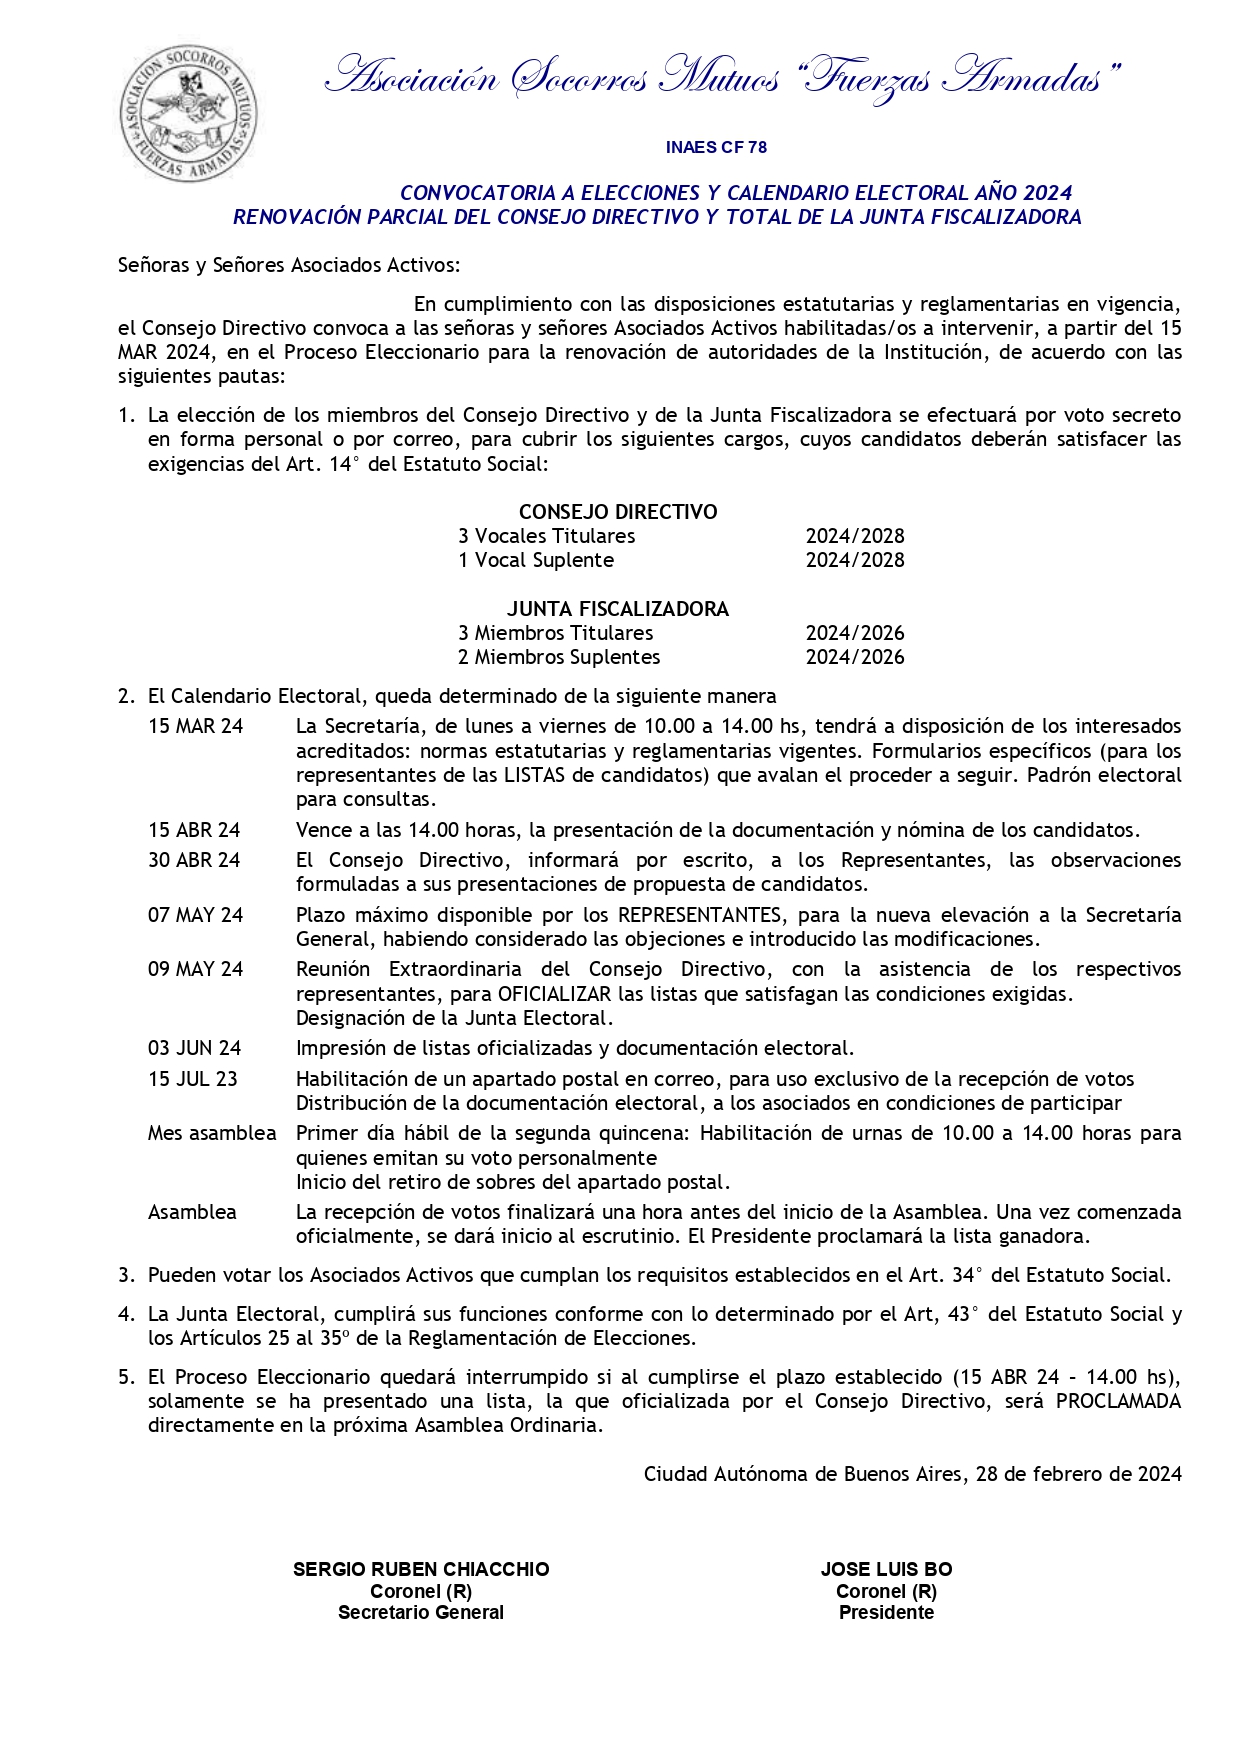 ASOCIACION SOCORROS MUTUOS
FUERZAS ARMADAS
Asociación Socorros Mutuos “Fuerzas Armadas”
INAES CF 78
CONVOCATORIA A ELECCIONES Y CALENDARIO ELECTORAL AÑO 2024
RENOVACIÓN PARCIAL DEL CONSEJO DIRECTIVO Y TOTAL DE LA JUNTA FISCALIZADORA
Señoras y Señores Asociados Activos:
En cumplimiento con las disposiciones estatutarias y reglamentarias en vigencia,
el Consejo Directivo convoca a las señoras y señores Asociados Activos habilitadas/os a intervenir, a partir del 15
MAR 2024, en el Proceso Eleccionario para la renovación de autoridades de la Institución, de acuerdo con las
siguientes pautas:
1. La elección de los miembros del Consejo Directivo y de la Junta Fiscalizadora se efectuará por voto secreto
en forma personal o por correo, para cubrir los siguientes cargos, cuyos candidatos deberán satisfacer las
exigencias del Art. 14° del Estatuto Social:
CONSEJO DIRECTIVO
3 Vocales Titulares 2024/2028
1 Vocal Suplente 2024/2028
JUNTA FISCALIZADORA
3 Miembros Titulares 2024/2026
2 Miembros Suplentes 2024/2026
2. El Calendario Electoral, queda determinado de la siguiente manera
15 MAR 24 La Secretaría, de lunes a viernes de 10.00 a 14.00 hs, tendrá a disposición de los interesados
acreditados: normas estatutarias y reglamentarias vigentes. Formularios específicos (para los
representantes de las LISTAS de candidatos) que avalan el proceder a seguir. Padrón electoral
para consultas.
15 ABR 24 Vence a las 14.00 horas, la presentación de la documentación y nómina de los candidatos.
30 ABR 24 El Consejo Directivo, informará por escrito, a los Representantes, las observaciones
formuladas a sus presentaciones de propuesta de candidatos.
07 MAY 24 Plazo máximo disponible por los REPRESENTANTES, para la nueva elevación a la Secretaría
General, habiendo considerado las objeciones e introducido las modificaciones.
09 MAY 24 Reunión Extraordinaria del Consejo Directivo, con la asistencia de los respectivos
representantes, para OFICIALIZAR las listas que satisfagan las condiciones exigidas.
Designación de la Junta Electoral.
03 JUN 24 Impresión de listas oficializadas y documentación electoral.
15 JUL 23 Habilitación de un apartado postal en correo, para uso exclusivo de la recepción de votos
Distribución de la documentación electoral, a los asociados en condiciones de participar
Mes asamblea Primer día hábil de la segunda quincena: Habilitación de urnas de 10.00 a 14.00 horas para
quienes emitan su voto personalmente
Inicio del retiro de sobres del apartado postal.
Asamblea La recepción de votos finalizará una hora antes del inicio de la Asamblea. Una vez comenzada
oficialmente, se dará inicio al escrutinio. El Presidente proclamará la lista ganadora.
3. Pueden votar los Asociados Activos que cumplan los requisitos establecidos en el Art. 34° del Estatuto Social.
4. La Junta Electoral, cumplirá sus funciones conforme con lo determinado por el Art, 43° del Estatuto Social y
los Artículos 25 al 35º de la Reglamentación de Elecciones.
5. El Proceso Eleccionario quedará interrumpido si al cumplirse el plazo establecido (15 ABR 24 – 14.00 hs),
solamente se ha presentado una lista, la que oficializada por el Consejo Directivo, será PROCLAMADA
directamente en la próxima Asamblea Ordinaria.
Ciudad Autónoma de Buenos Aires, 28 de febrero de 2024
SERGIO RUBEN CHIACCHIO
Coronel (R)
Secretario General
JOSE LUIS BO
Coronel (R)
Presidente